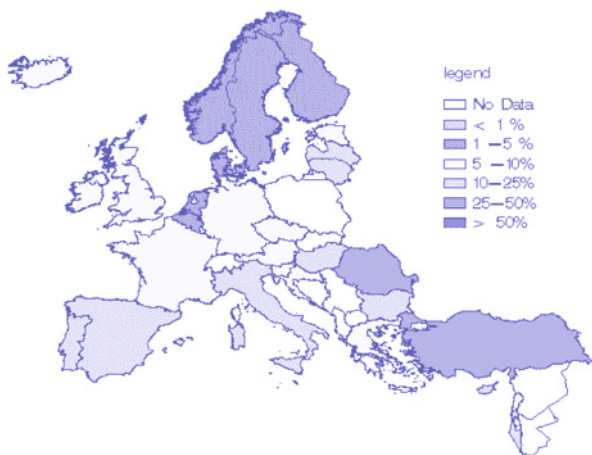 legend
No Data
< 1 %
1 –5 %
5 –10%
10–25%
25–50%
> 50%